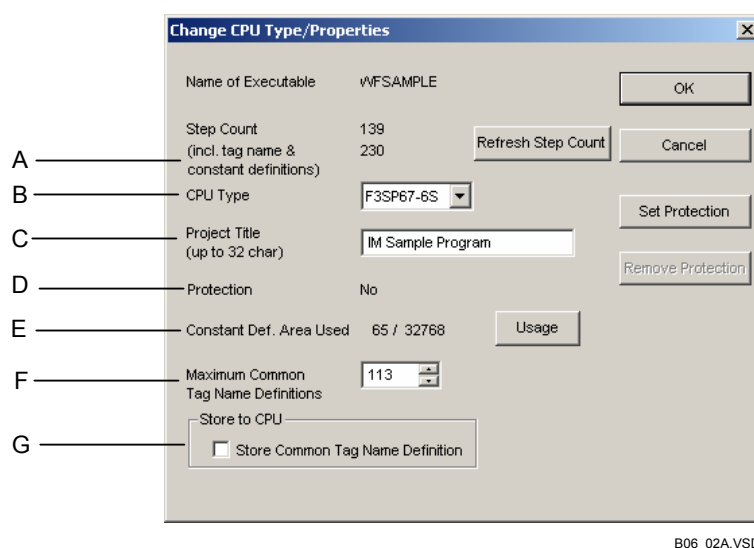 Change CPU Type/Properties
Name of Executable WFSAMPLE
OK
Step Count 139
A (incl. tag name & 230 Refresh Step Count Cancel
constant definitions)
B CPU Type F3SP67-6S
Set Protection
C Project Title IM Sample Program
(up to 32 char)
Remove Protection
D Protection No
E Constant Def. Area Used 65 / 32768 Usage
F Maximum Common 113
Tag Name Definitions
Store to CPU
G Store Common Tag Name Definition
B06_02A.VSD